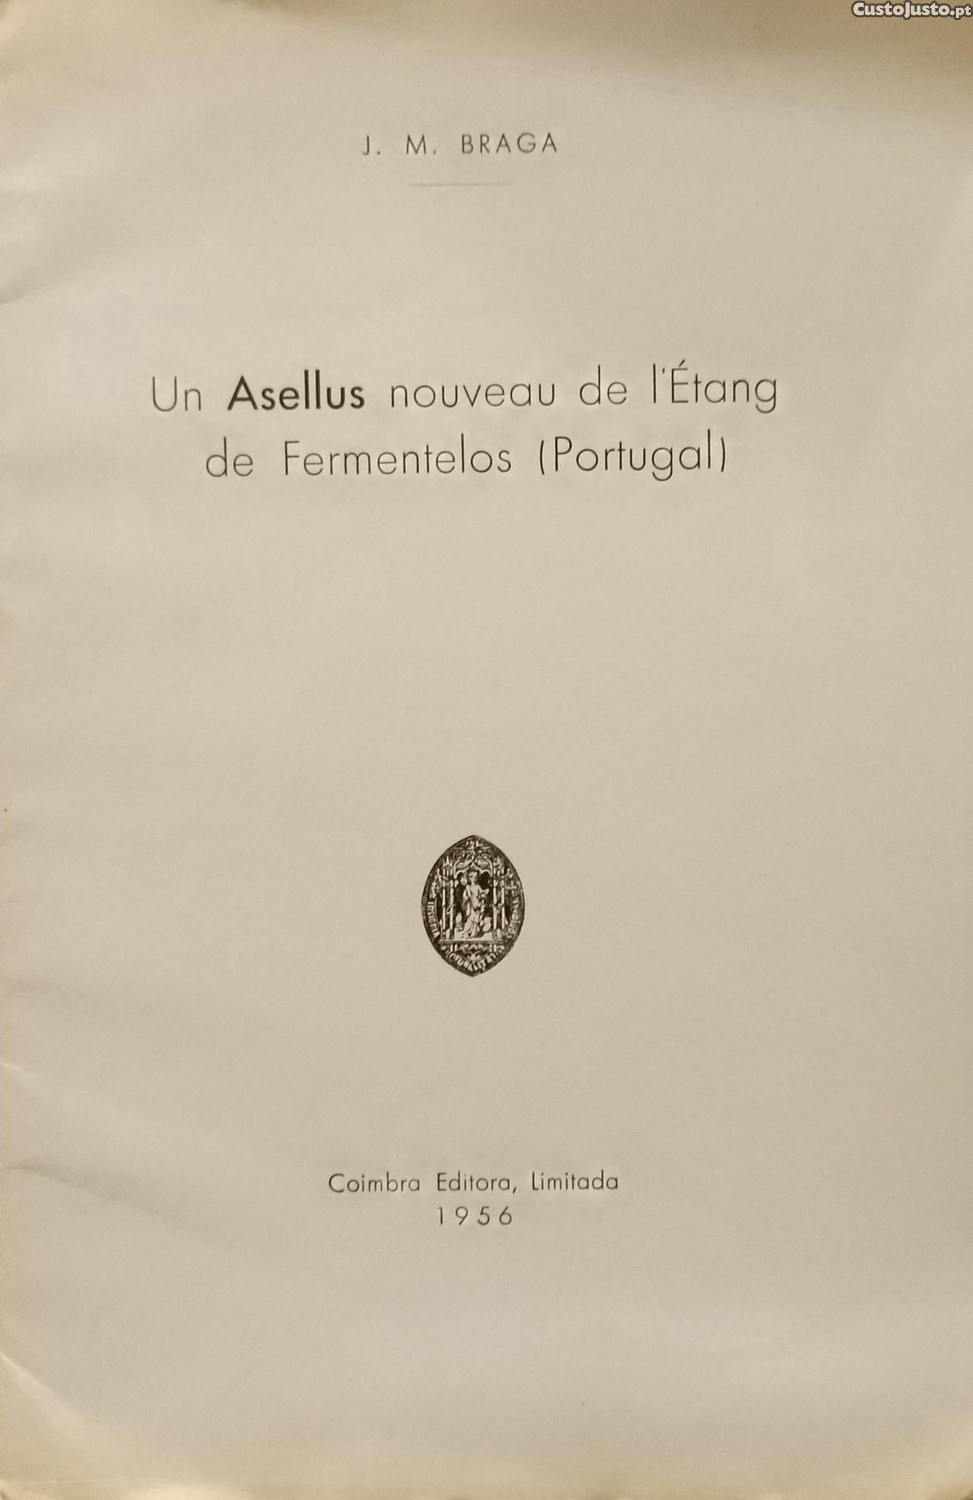 CustoJusto.pt
J. M. BRAGA
Un Asellus nouveau de l'Étang
de Fermentelos (Portugal)
Coimbra Editora, Limitada
1956